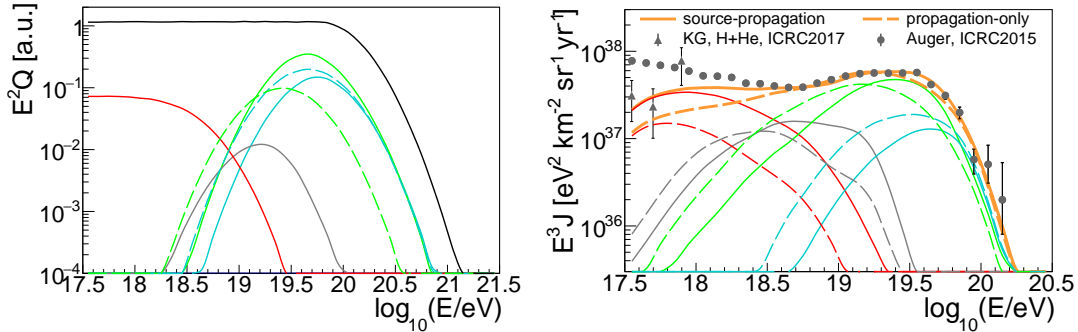 E²Q [a.u.]
1
10⁻¹
10⁻²
10⁻³
10⁻⁴
17.5 18 18.5 19 19.5 20 20.5 21 21.5
log₁₀(E/eV)
source-propagation propagation-only
KG, H+He, ICRC2017 Auger, ICRC2015
E³J [eV² km⁻² sr⁻¹ yr⁻¹]
10³⁸
10³⁷
10³⁶
17.5 18 18.5 19 19.5 20 20.5
log₁₀(E/eV)